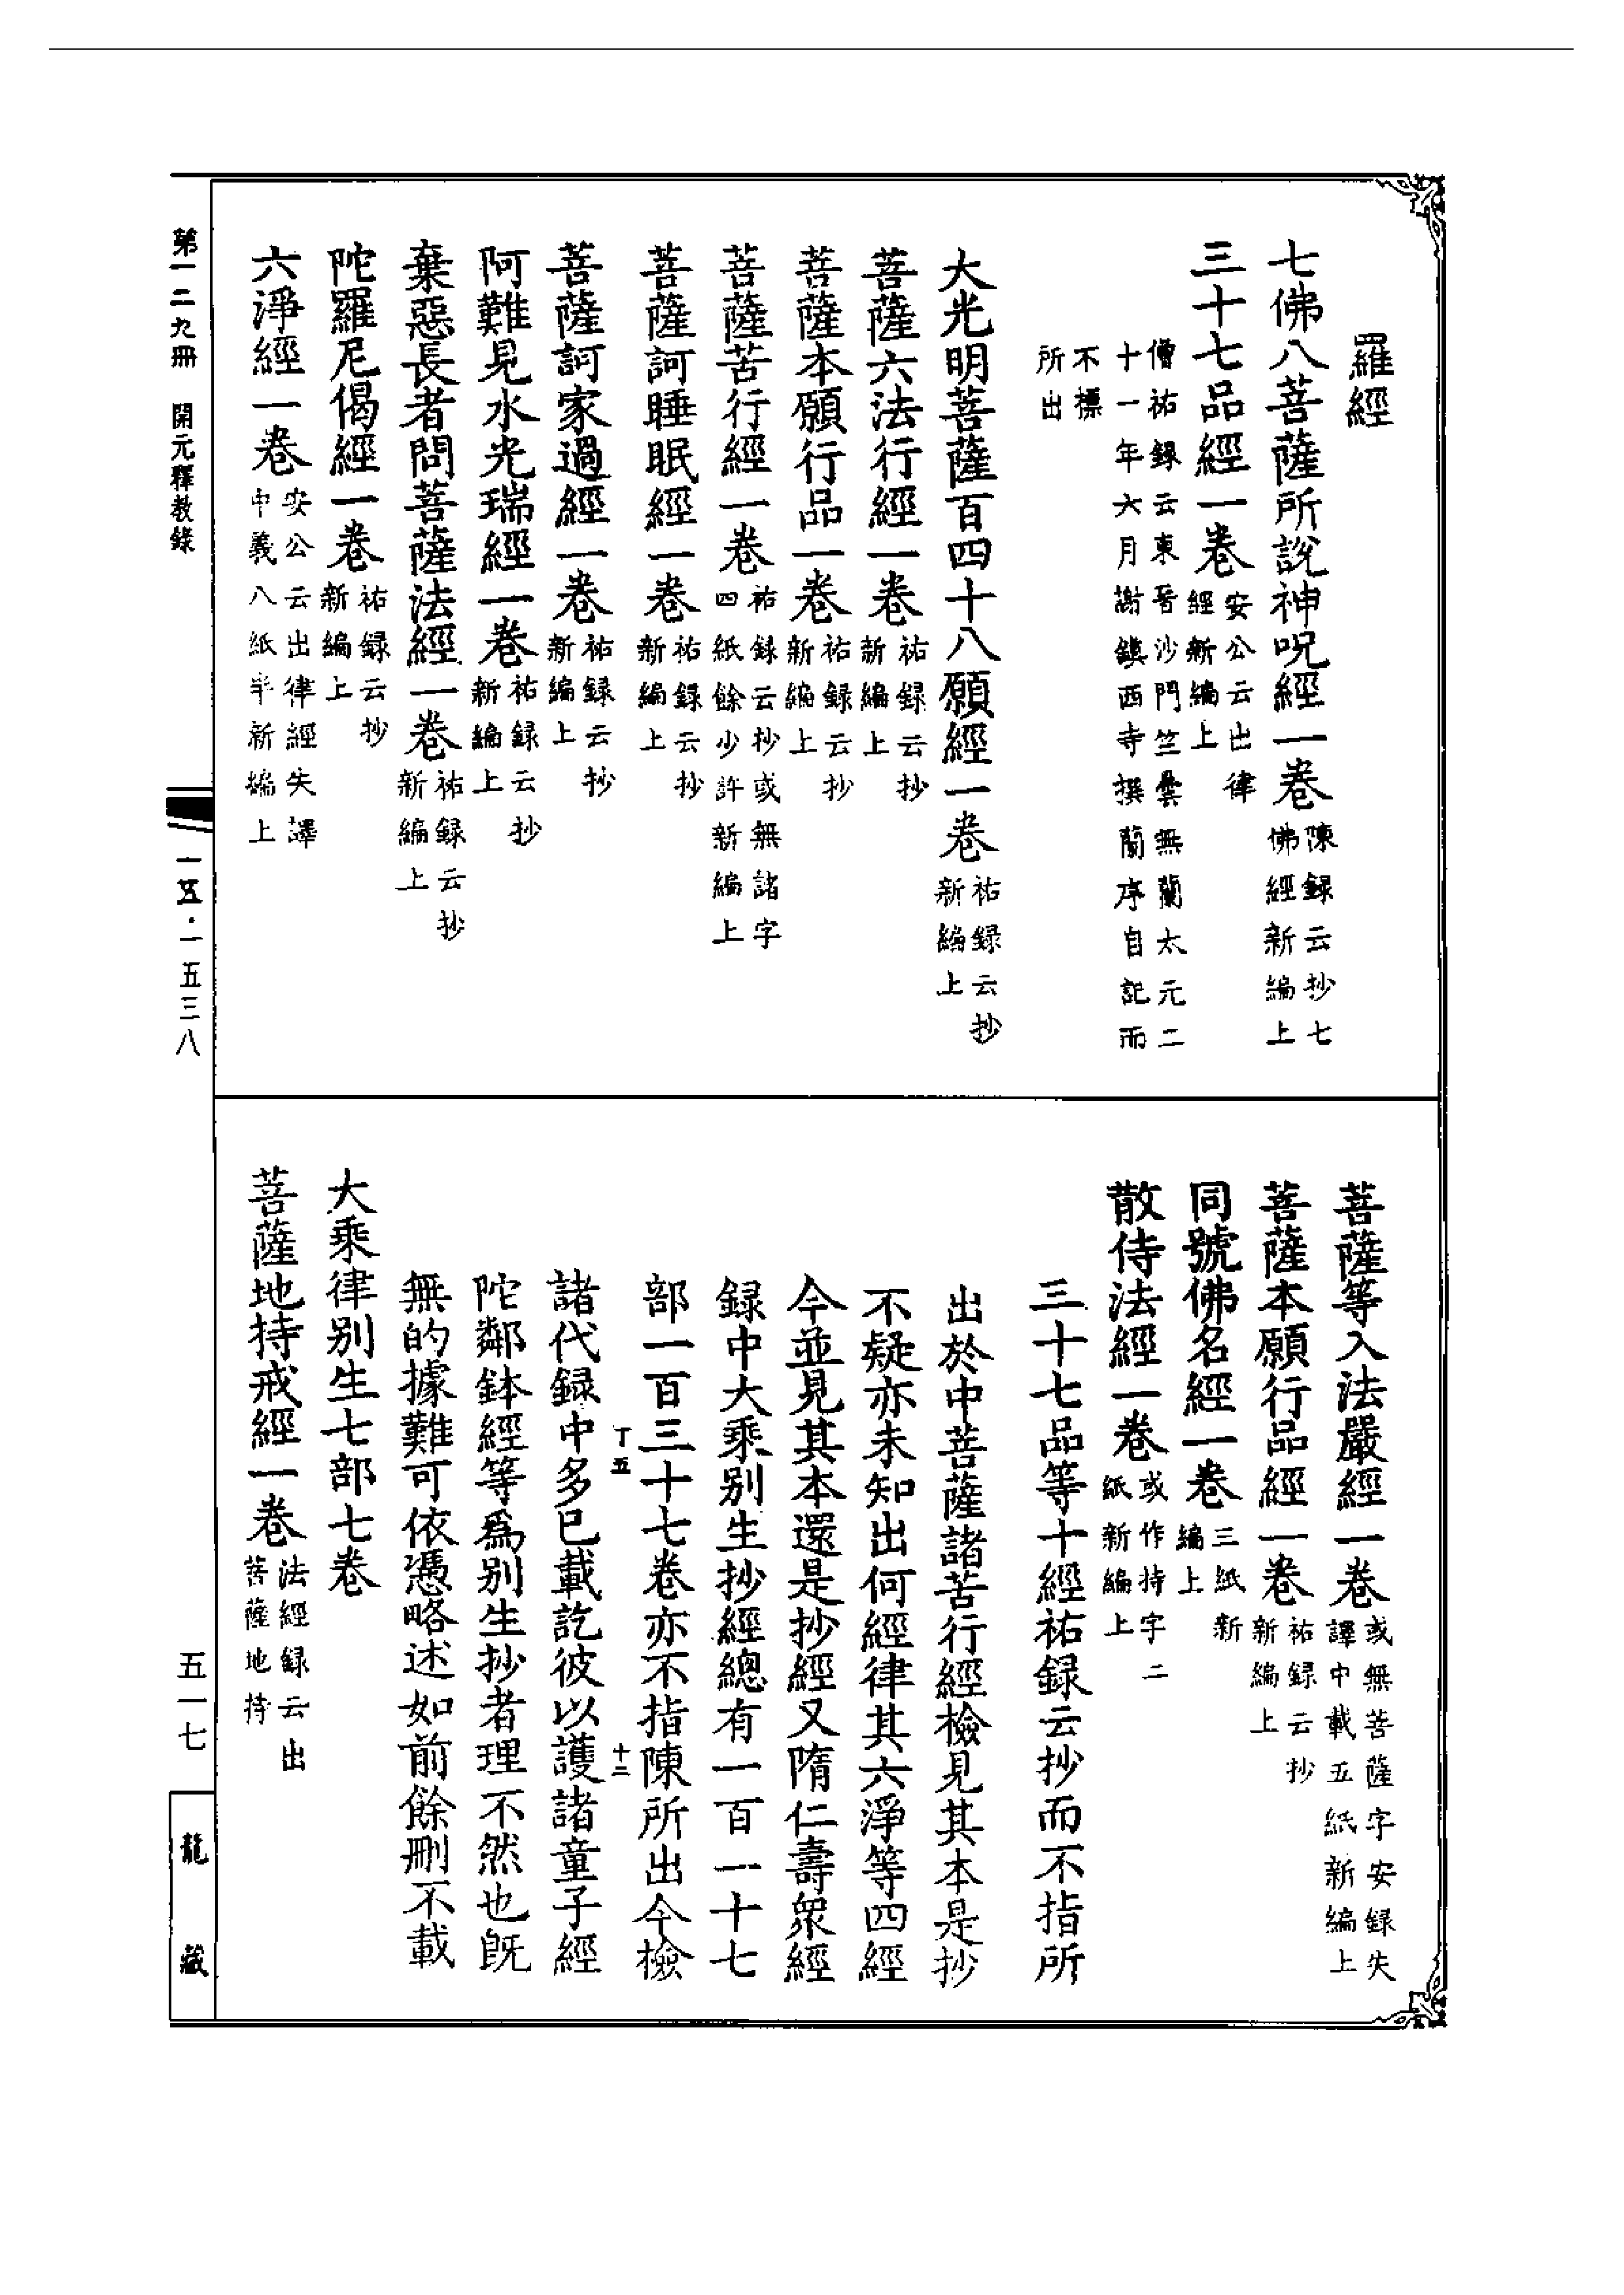 羅經
七佛八菩薩所說神呪經一卷陳録云抄七佛經新編上
三十七品經一卷安公云出律經新編上
僧祐録云東晉沙門竺曇無蘭太元二
十一年六月謝鎮西寺撰蘭序自記而
不標
所出
大光明菩薩百四十八願經一卷祐録云抄新編上
菩薩六法行經一卷祐録云抄新編上
菩薩本願行品一卷祐録云抄新編上
菩薩苦行經一卷祐録云抄或無諸字四紙餘少許新編上
菩薩訶睡眠經一卷祐録云抄新編上
菩薩訶家過經一卷祐録云抄新編上
阿難見水光瑞經一卷祐録云抄新編上
棄惡長者問菩薩法經一卷祐録云抄新編上
陀羅尼偈經一卷祐録云抄新編上
六淨經一卷安公云出律經失譯中義八紙半新編上
菩薩等入法嚴經一卷或無菩薩字安録失譯中載五紙新編上
菩薩本願行品經一卷祐録云抄新編上
同號佛名經一卷三紙新編上
散侍法經一卷或作持字二紙新編上
三十七品等十經祐録云抄而不指所
出於中菩薩諸苦行經檢見其本是抄
不疑亦未知出何經律其六淨等四經
今並見其本還是抄經又隋仁壽衆經
録中大乘别生抄經總有一百一十七
部一百三十七卷亦不指陳所出今檢
丁五
十二
諸代録中多已載訖彼以護諸童子經
陀鄰鉢經等爲别生抄者理不然也既
無的據難可依憑略述如前餘刪不載
大乘律别生七部七卷
菩薩地持戒經一卷法經録云出菩薩地持
第一二九冊
開元釋教錄
一五五·一五三八
五一七
龍藏